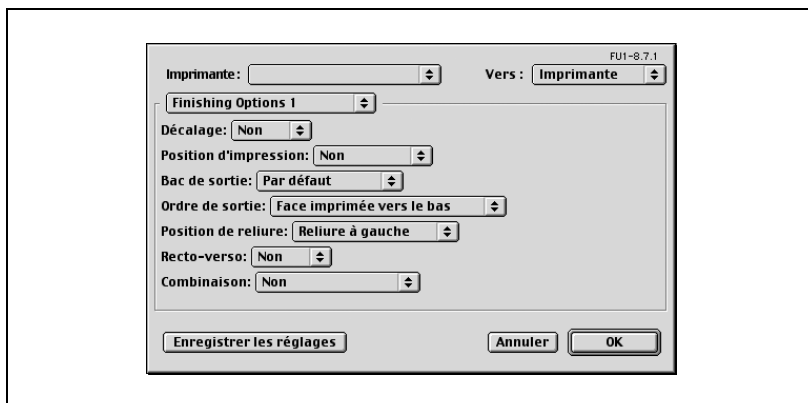 FU1-8.7.1
Imprimante: Vers : Imprimante
Finishing Options 1
Décalage: Non
Position d'impression: Non
Bac de sortie: Par défaut
Ordre de sortie: Face imprimée vers le bas
Position de reliure: Reliure à gauche
Recto-verso: Non
Combinaison: Non
Enregistrer les réglages Annuler OK